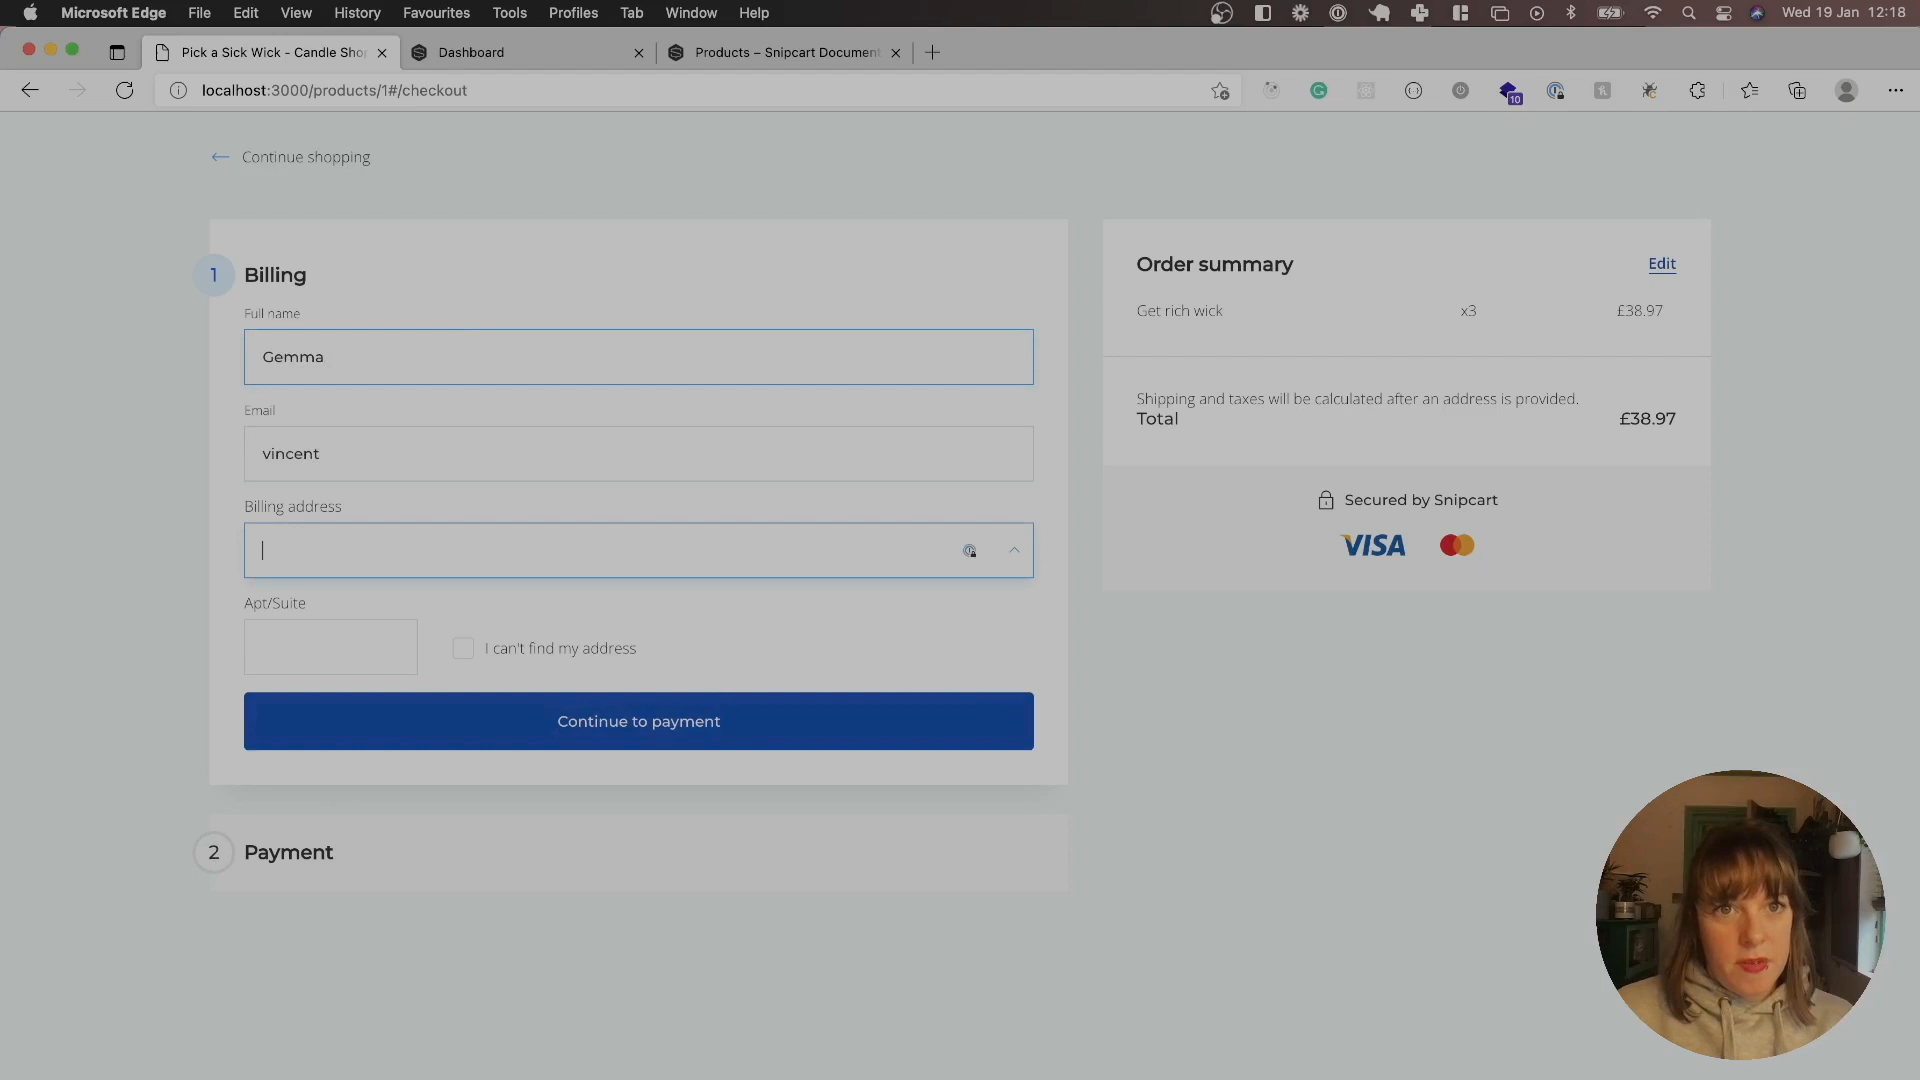 Microsoft Edge File Edit View History Favourites Tools Profiles Tab Window Help Wed 19 Jan 12:18
Pick a Sick Wick - Candle Sho Dashboard Products – Snipcart Document
localhost:3000/products/1#/checkout 10
Continue shopping
1 Billing
Full name
Gemma
Email
vincent
Billing address
Apt/Suite
I can't find my address
Continue to payment
2 Payment
Order summary Edit
Get rich wick x3 £38.97
Shipping and taxes will be calculated after an address is provided.
Total £38.97
Secured by Snipcart
VISA